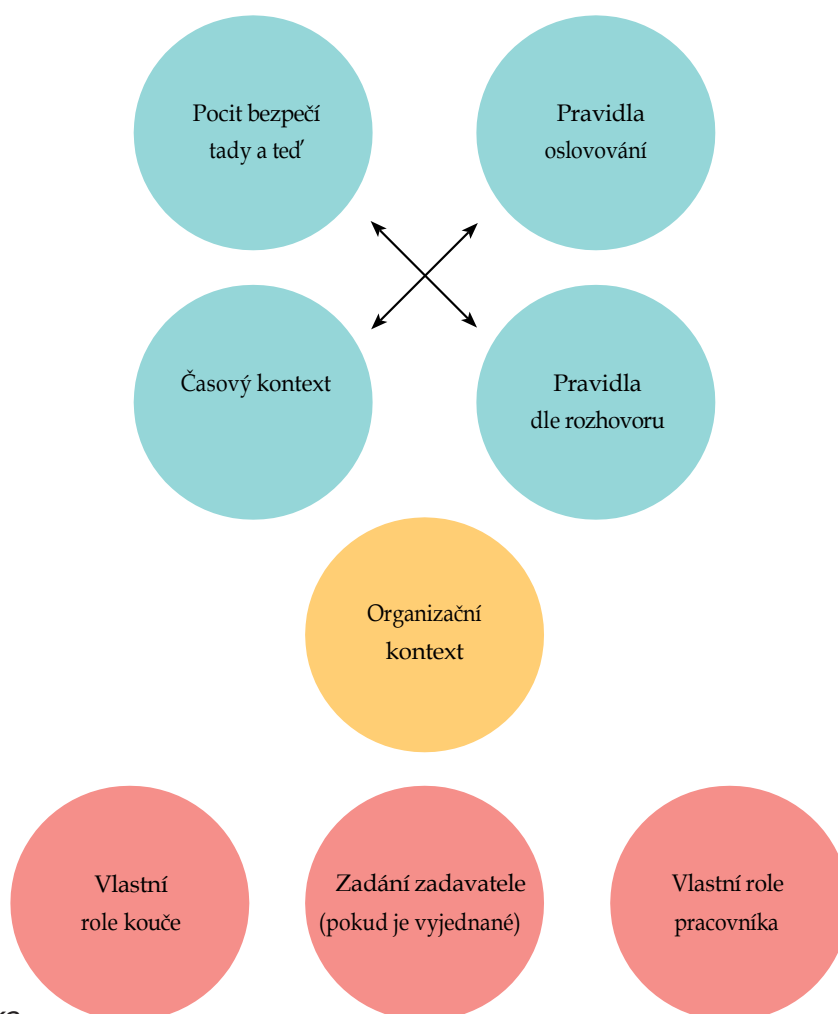 Pocit bezpečí
tady a teď
Pravidla
oslovování
Časový kontext
Pravidla
dle rozhovoru
Organizační
kontext
Vlastní
role kouče
Zadání zadavatele
(pokud je vyjednané)
Vlastní role
pracovníka